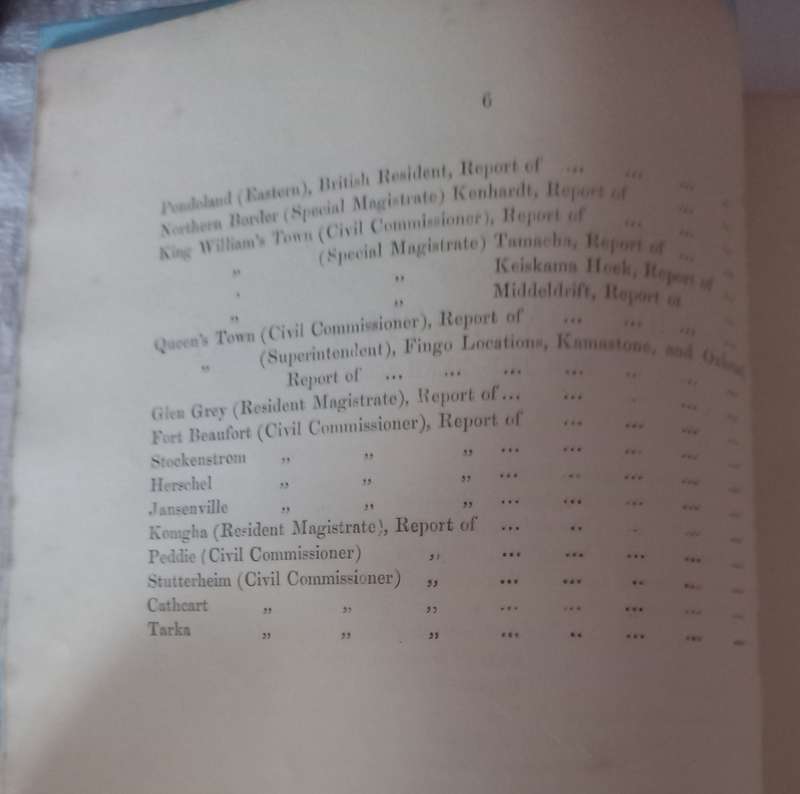 6
Pondoland (Eastern), British Resident, Report of ... ... ...
Northern Border (Special Magistrate) Kenhardt, Report of ...
King William's Town (Civil Commissioner), Report of ... ...
„ (Special Magistrate) Tamacha, Report of ...
„ „ Keiskama Hoek, Report of
„ „ Middeldrift, Report of
Queen's Town (Civil Commissioner), Report of ... ... ...
„ (Superintendent), Fingo Locations, Kamastone, and
Report of ... ... ... ... ... ...
Glen Grey (Resident Magistrate), Report of ... ... ...
Fort Beaufort (Civil Commissioner), Report of ... ... ...
Stockenstrom „ „ „ ... ... ... ...
Herschel „ „ „ ... ... ... ...
Jansenville „ „ „ ... ... ... ...
Komgha (Resident Magistrate), Report of ... ... ...
Peddie (Civil Commissioner) „ ... ... ... ...
Stutterheim (Civil Commissioner) „ ... ... ... ...
Cathcart „ „ „ ... ... ... ...
Tarka „ „ „ ... ... ... ...